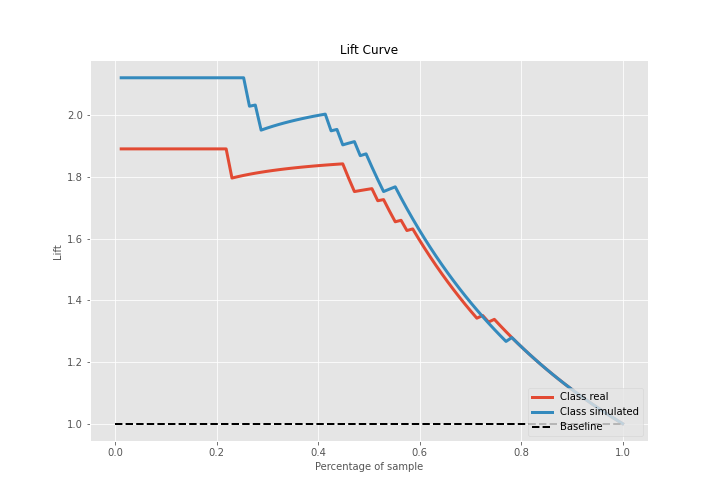 Lift Curve
Lift
2.0
1.8
1.6
1.4
1.2
1.0
0.0 0.2 0.4 0.6 0.8 1.0
Percentage of sample
Class real
Class simulated
Baseline